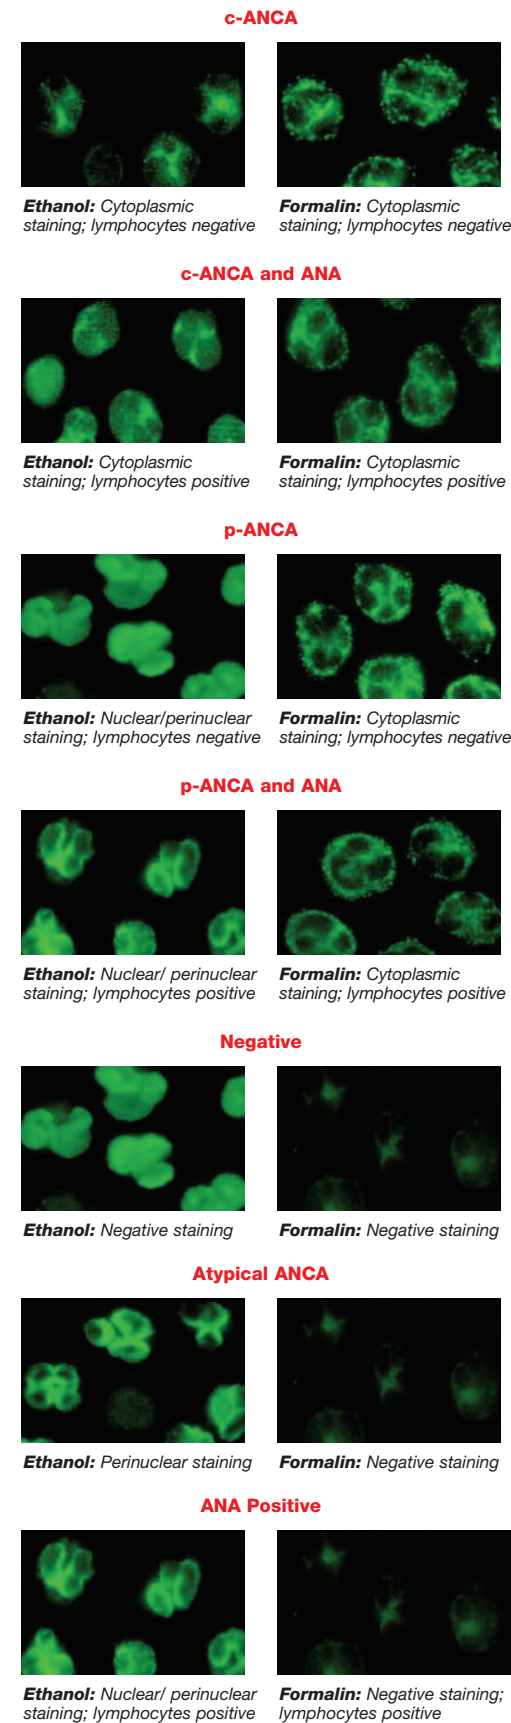 c-ANCA
Ethanol: Cytoplasmic
staining; lymphocytes negative
Formalin: Cytoplasmic
staining; lymphocytes negative
c-ANCA and ANA
Ethanol: Cytoplasmic
staining; lymphocytes positive
Formalin: Cytoplasmic
staining; lymphocytes positive
p-ANCA
Ethanol: Nuclear/perinuclear
staining; lymphocytes negative
Formalin: Cytoplasmic
staining; lymphocytes negative
p-ANCA and ANA
Ethanol: Nuclear/ perinuclear
staining; lymphocytes positive
Formalin: Cytoplasmic
staining; lymphocytes positive
Negative
Ethanol: Negative staining
Formalin: Negative staining
Atypical ANCA
Ethanol: Perinuclear staining
Formalin: Negative staining
ANA Positive
Ethanol: Nuclear/ perinuclear
staining; lymphocytes positive
Formalin: Negative staining;
lymphocytes positive